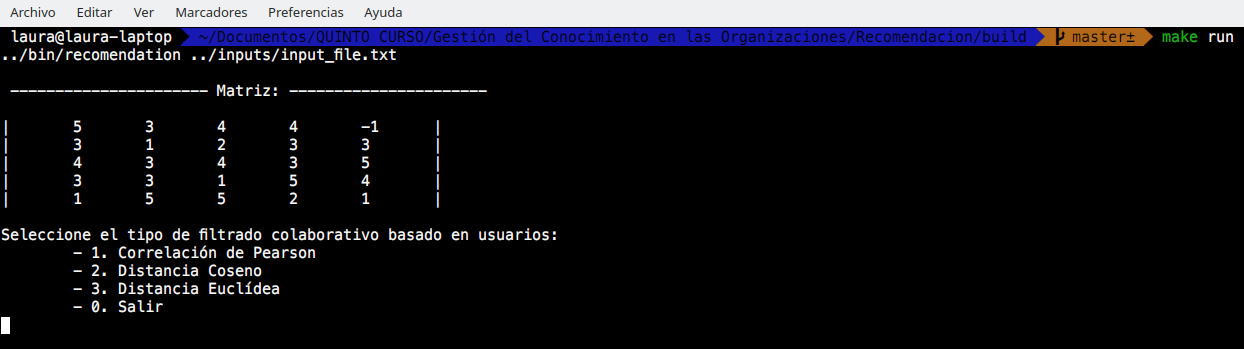 Archivo Editar Ver Marcadores Preferencias Ayuda
laura@laura-laptop ~/Documentos/QUINTO CURSO/Gestión del Conocimiento en las Organizaciones/Recomendacion/build master± make run
../bin/recomendation ../inputs/input_file.txt
---------------------- Matriz: ----------------------
| 5 3 4 4 -1 |
| 3 1 2 3 3 |
| 4 3 4 3 5 |
| 3 3 1 5 4 |
| 1 5 5 2 1 |
Seleccione el tipo de filtrado colaborativo basado en usuarios:
- 1. Correlación de Pearson
- 2. Distancia Coseno
- 3. Distancia Euclídea
- 0. Salir